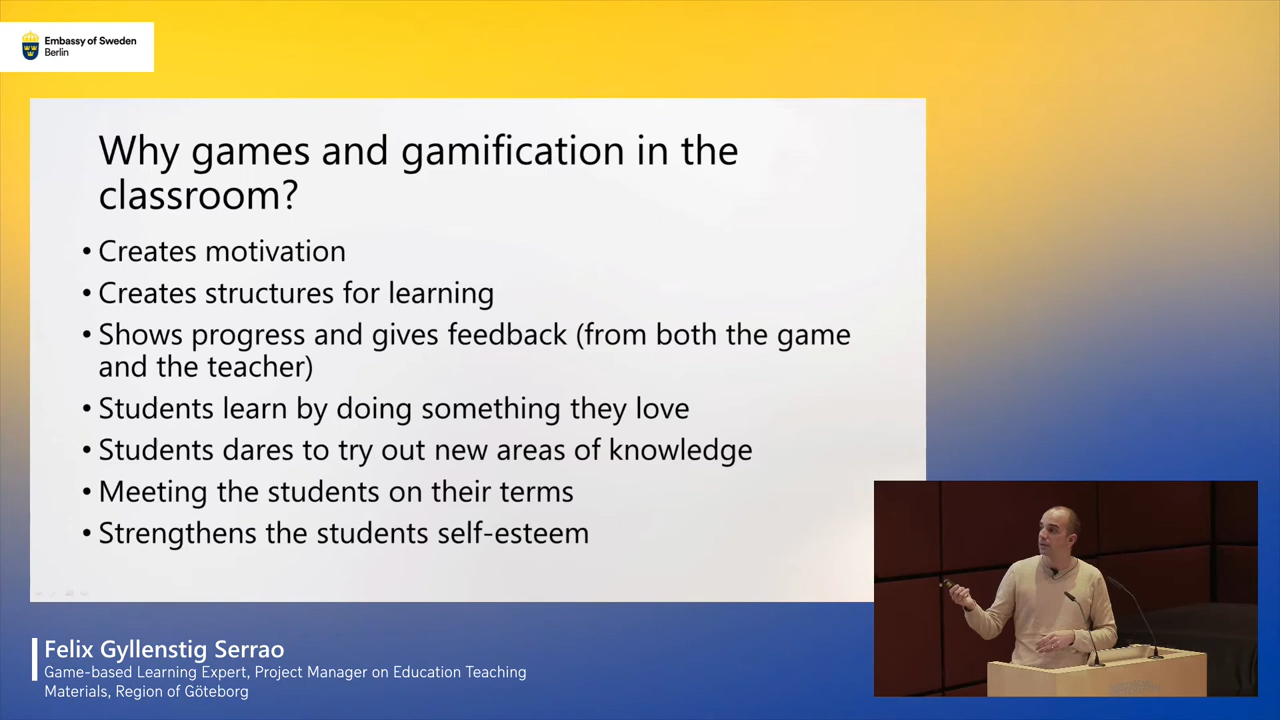 Embassy of Sweden
Berlin
Why games and gamification in the
classroom?
• Creates motivation
• Creates structures for learning
• Shows progress and gives feedback (from both the game
and the teacher)
• Students learn by doing something they love
• Students dares to try out new areas of knowledge
• Meeting the students on their terms
• Strengthens the students self-esteem
Felix Gyllenstig Serrao
Game-based Learning Expert, Project Manager on Education Teaching
Materials, Region of Göteborg